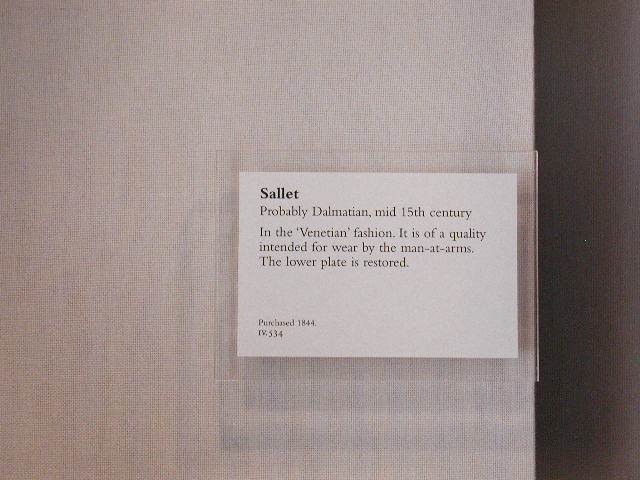 Sallet
Probably Dalmatian, mid 15th century
In the ‘Venetian’ fashion. It is of a quality
intended for wear by the man-at-arms.
The lower plate is restored.
Purchased 1844.
IV.534